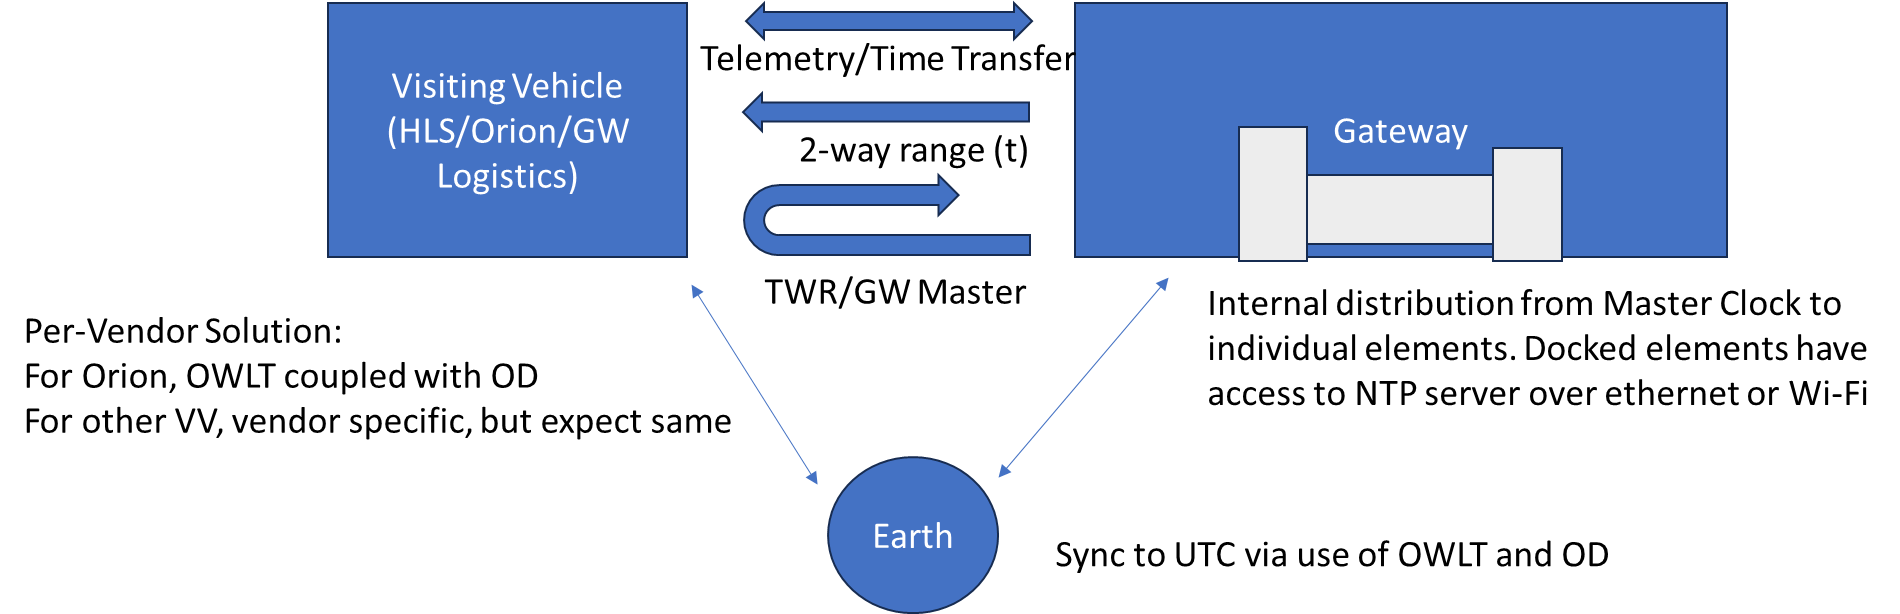 Visiting Vehicle
(HLS/Orion/GW
Logistics)
Telemetry/Time Transfer
2-way range (t)
TWR/GW Master
Gateway
Per-Vendor Solution:
For Orion, OWLT coupled with OD
For other VV, vendor specific, but expect same
Internal distribution from Master Clock to
individual elements. Docked elements have
access to NTP server over ethernet or Wi-Fi
Earth
Sync to UTC via use of OWLT and OD